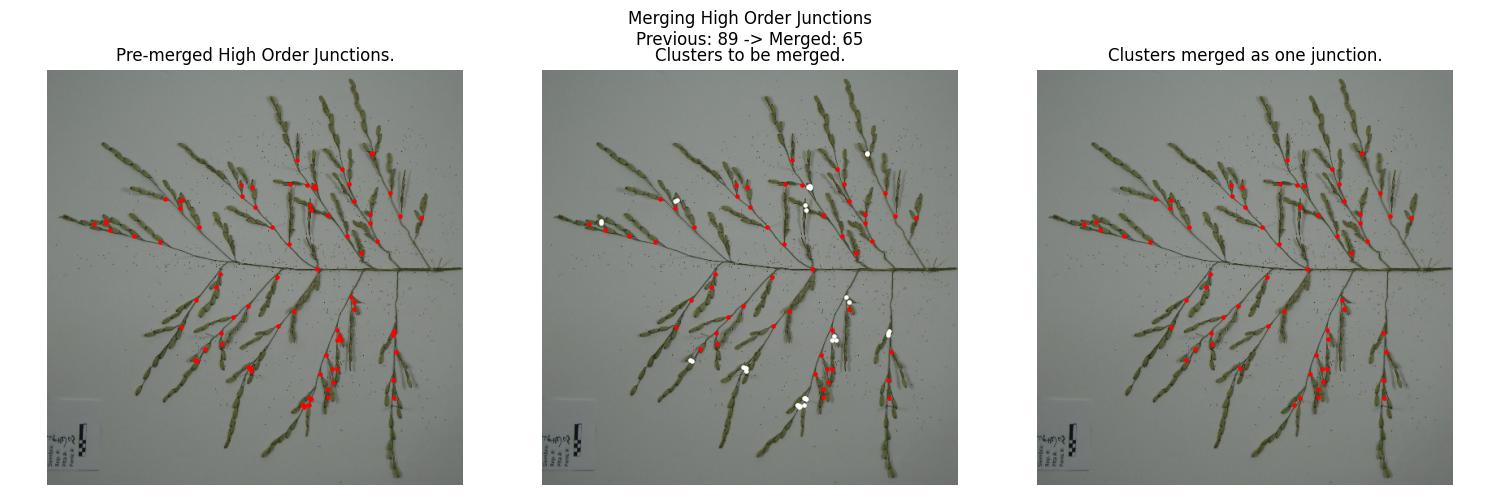 Merging High Order Junctions
Previous: 89 -> Merged: 65
Pre-merged High Order Junctions.
Clusters to be merged.
Clusters merged as one junction.